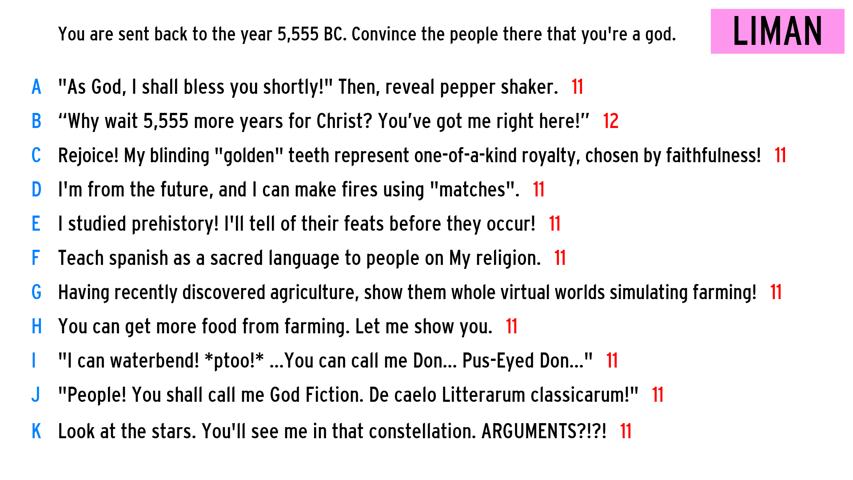 You are sent back to the year 5,555 BC. Convince the people there that you're a god.
LIMAN
A "As God, I shall bless you shortly!" Then, reveal pepper shaker. 11
B “Why wait 5,555 more years for Christ? You’ve got me right here!” 12
C Rejoice! My blinding "golden" teeth represent one-of-a-kind royalty, chosen by faithfulness! 11
D I'm from the future, and I can make fires using "matches". 11
E I studied prehistory! I'll tell of their feats before they occur! 11
F Teach spanish as a sacred language to people on My religion. 11
G Having recently discovered agriculture, show them whole virtual worlds simulating farming! 11
H You can get more food from farming. Let me show you. 11
I "I can waterbend! *ptoo!* ...You can call me Don... Pus-Eyed Don..." 11
J "People! You shall call me God Fiction. De caelo Litterarum classicarum!" 11
K Look at the stars. You'll see me in that constellation. ARGUMENTS?!?! 11